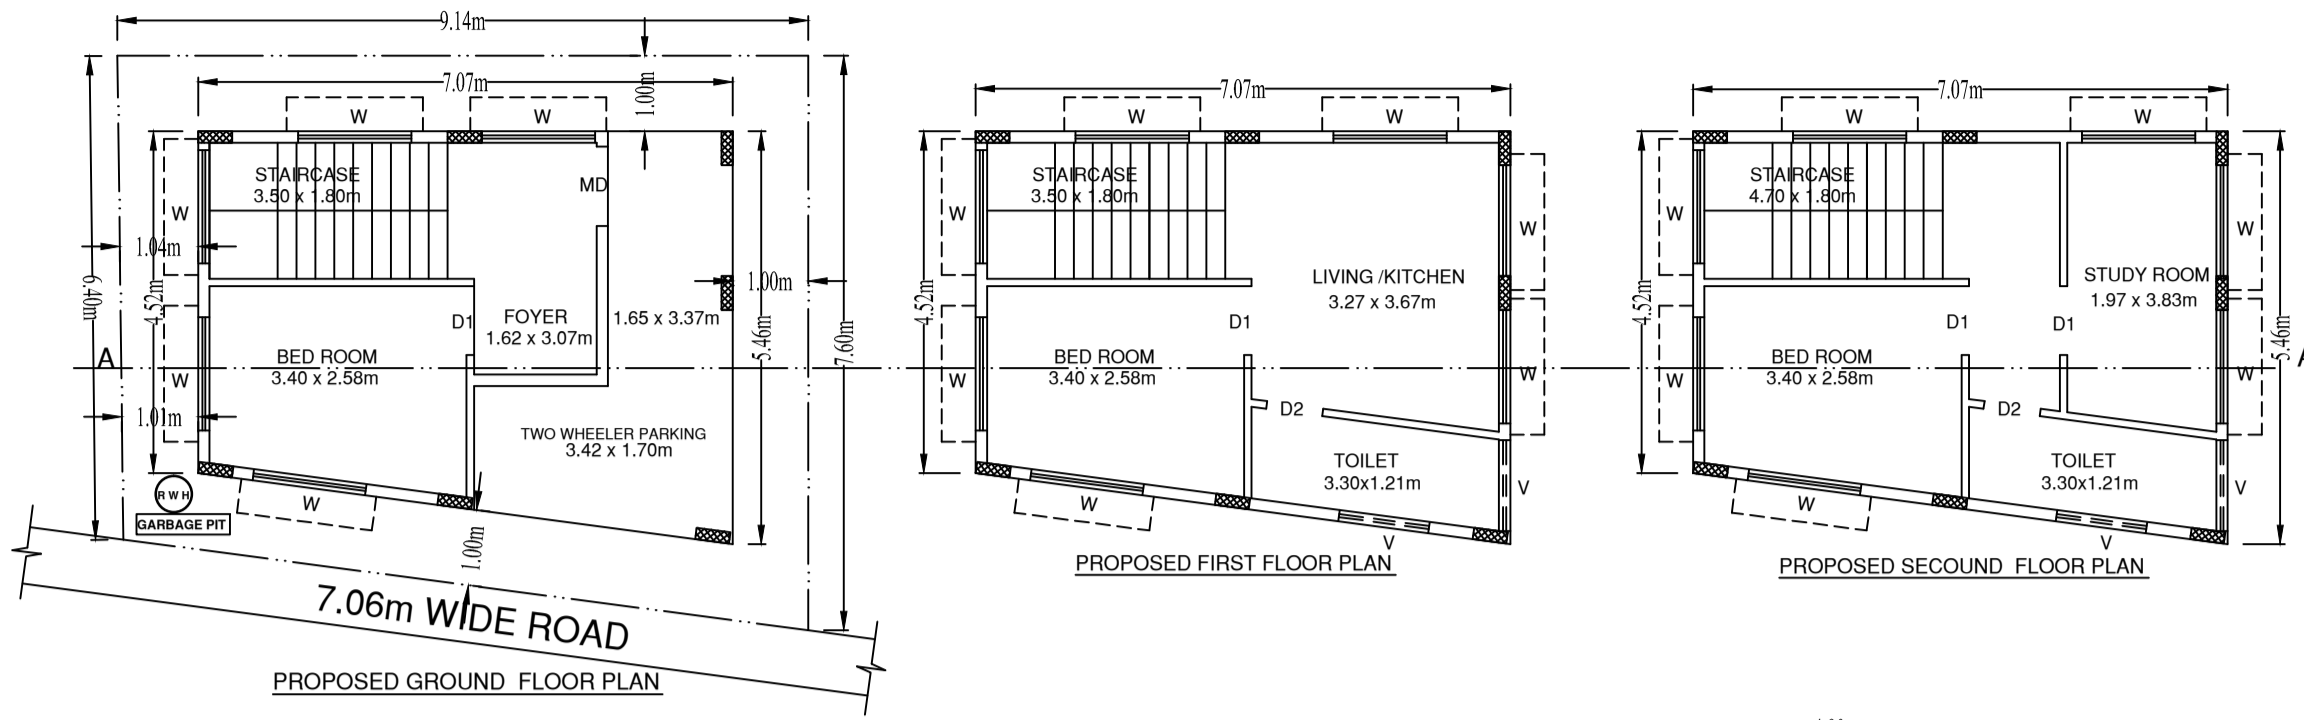 9.14m
7.07m
1.00m
W
W
STAIRCASE
3.50 x 1.80m
MD
W
1.04m
6.40m
4.52m
1.00m
D1
FOYER
1.62 x 3.07m
1.65 x 3.37m
5.46m
7.60m
A
BED ROOM
3.40 x 2.58m
W
1.01m
TWO WHEELER PARKING
3.42 x 1.70m
R W H
GARBAGE PIT
W
1.00m
7.06m WIDE ROAD
PROPOSED GROUND FLOOR PLAN
7.07m
W
W
STAIRCASE
3.50 x 1.80m
W
W
LIVING /KITCHEN
3.27 x 3.67m
4.52m
D1
BED ROOM
3.40 x 2.58m
W
W
D2
TOILET
3.30x1.21m
V
W
V
PROPOSED FIRST FLOOR PLAN
7.07m
W
W
STAIRCASE
4.70 x 1.80m
W
W
STUDY ROOM
1.97 x 3.83m
4.52m
D1
D1
5.46m
BED ROOM
3.40 x 2.58m
W
W
A
D2
TOILET
3.30x1.21m
V
W
V
PROPOSED SECOUND FLOOR PLAN